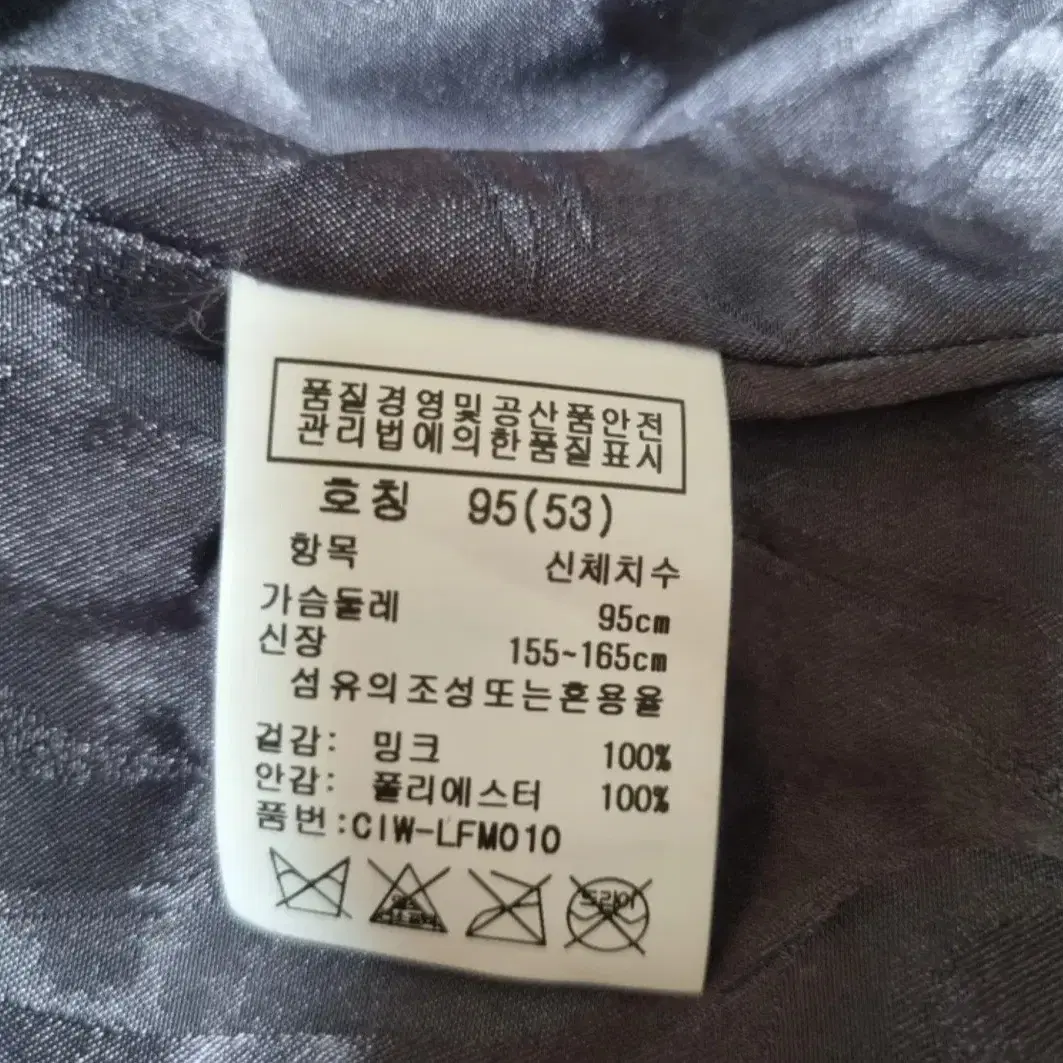 품질경영및공산품안전
관리법에의한품질표시
호칭 95(53)
항목 신체치수
가슴둘레 95cm
신장 155~165cm
섬유의조성또는혼용율
겉감: 밍크 100%
안감: 폴리에스터 100%
품번:CIW-LFM010
드라이